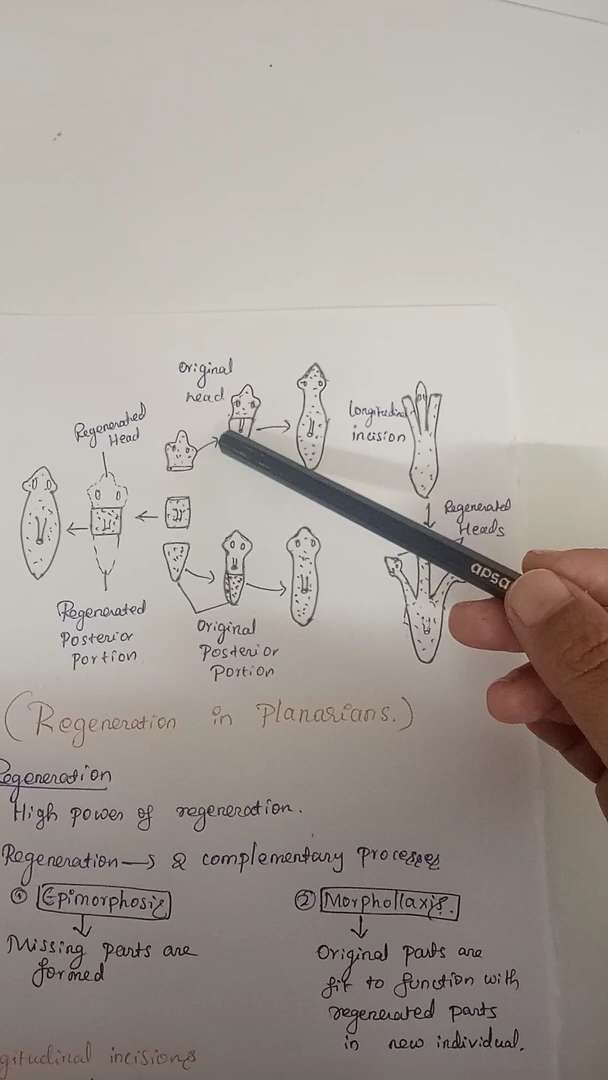 Original
head
Longitudinal
incision
Regenerated
Head
Regenerated
Heads
apsa
Regenerated
Posterior
Portion
Original
Posterior
Portion
(Regeneration in Planarians.)
Regeneration
High power of regeneration.
Regeneration → 2 complementary processes
① Epimorphosis
② Morphollaxis.
Missing parts are
formed
Original parts are
fit to function with
regenerated parts
in new individual.
gitudinal incisions